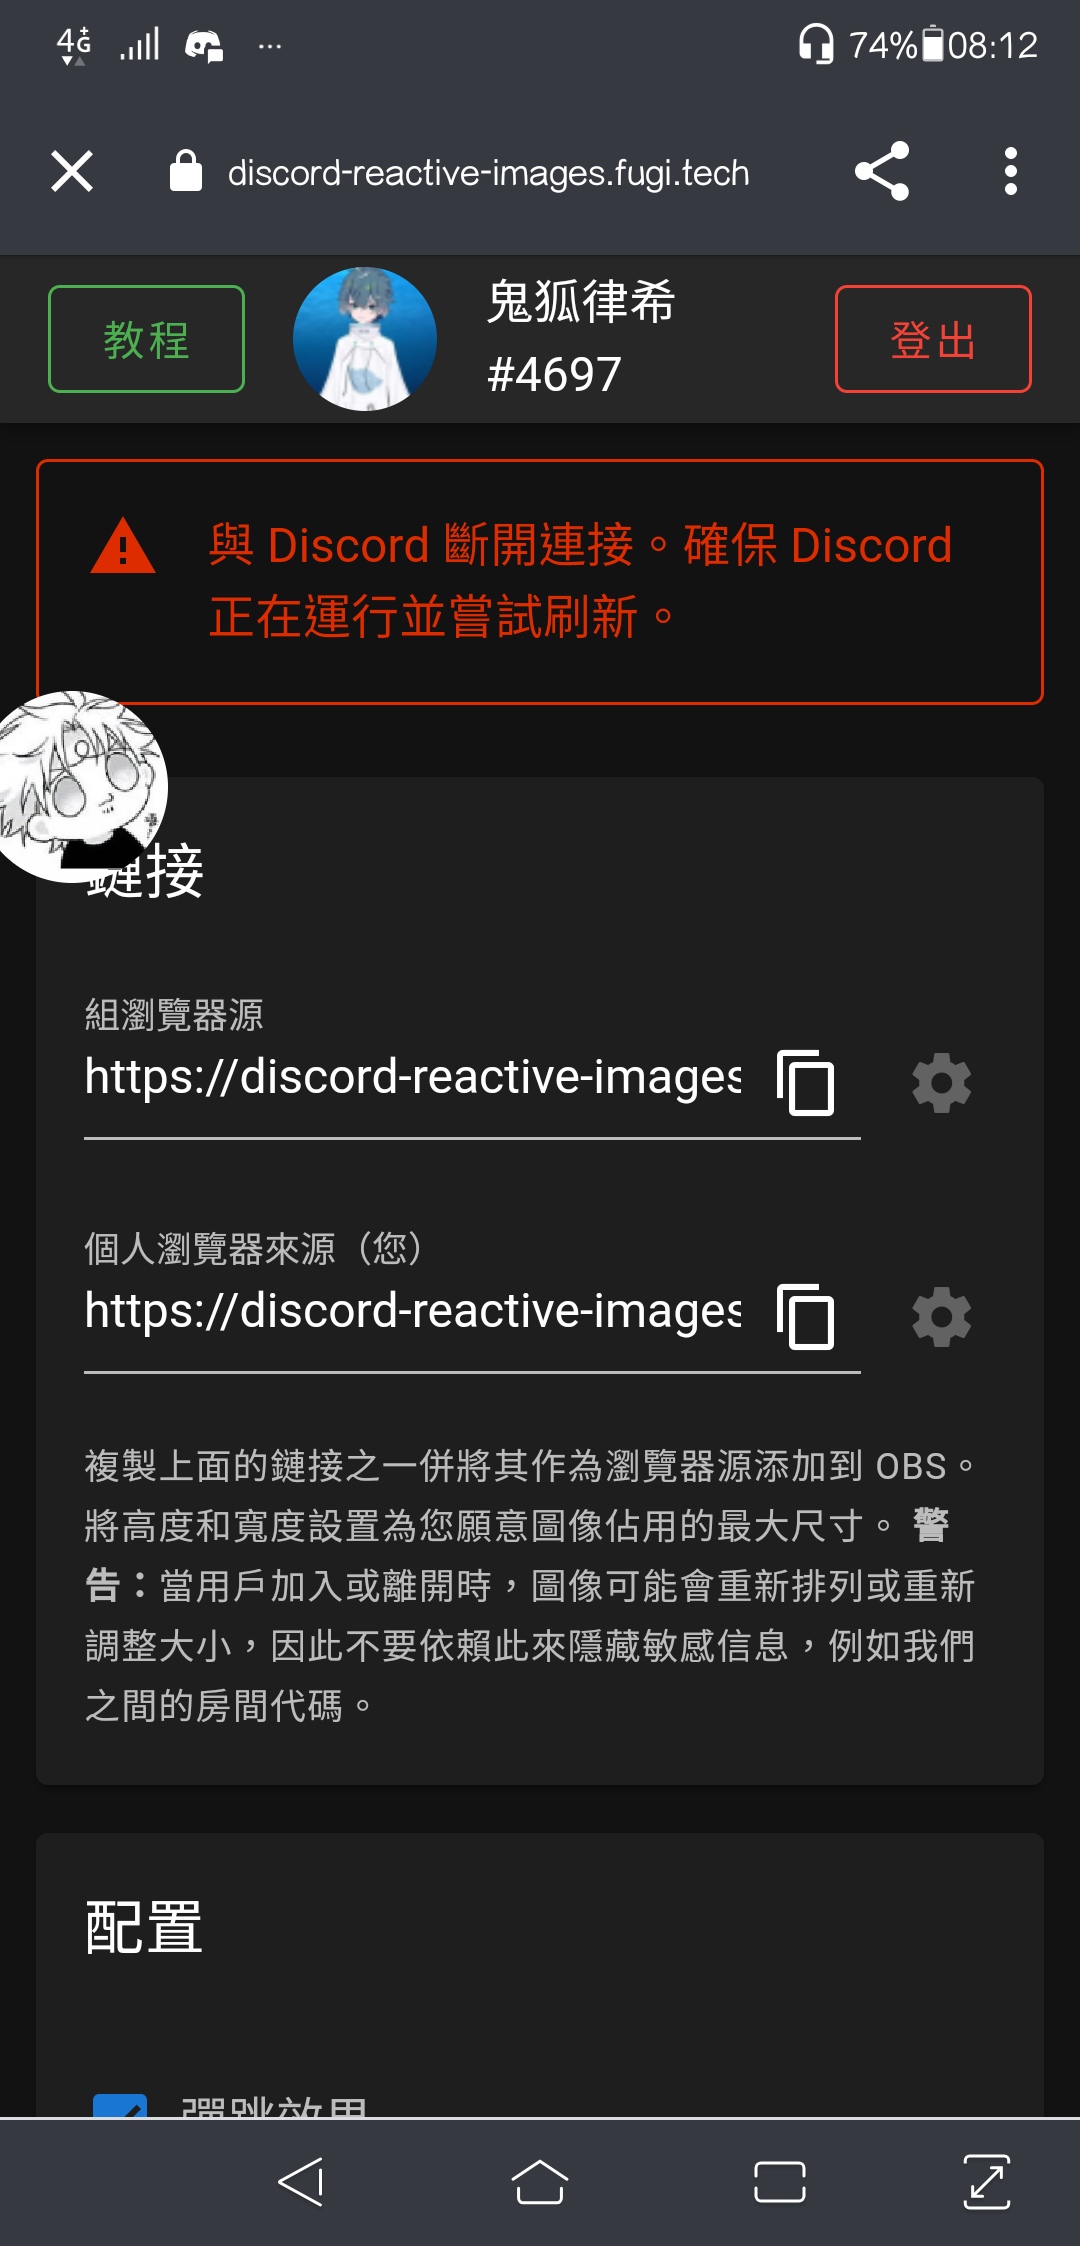 4G
74% 08:12
discord-reactive-images.fugi.tech
教程
鬼狐律希
#4697
登出
與 Discord 斷開連接。確保 Discord
正在運行並嘗試刷新。
鏈接
組瀏覽器源
https://discord-reactive-images
個人瀏覽器來源（您）
https://discord-reactive-images
複製上面的鏈接之一併將其作為瀏覽器源添加到 OBS。
將高度和寬度設置為您願意圖像佔用的最大尺寸。 警
告：當用戶加入或離開時，圖像可能會重新排列或重新
調整大小，因此不要依賴此來隱藏敏感信息，例如我們
之間的房間代碼。
配置
彈跳效果